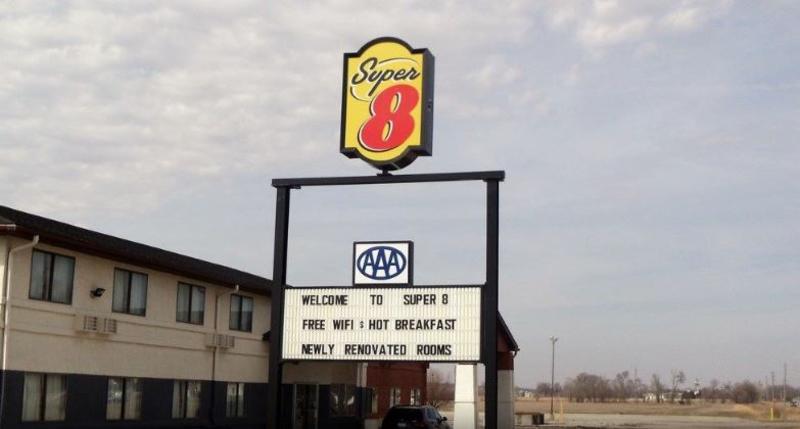 Super
8
AAA
WELCOME TO SUPER 8
FREE WIFI $ HOT BREAKFAST
NEWLY RENOVATED ROOMS